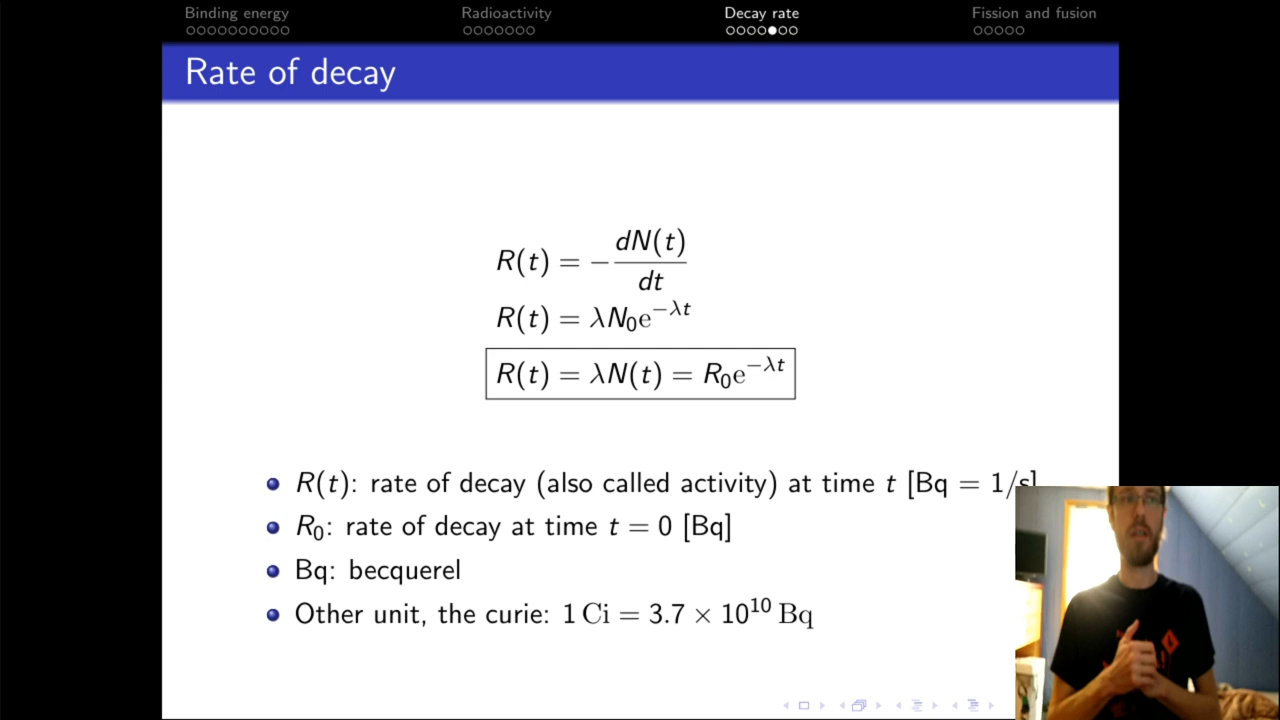 Binding energy Radioactivity Decay rate Fission and fusion
Rate of decay
R(t) = −dN(t)/dt
R(t) = λN₀e^{−λt}
R(t) = λN(t) = R₀e^{−λt}
R(t): rate of decay (also called activity) at time t [Bq = 1/s]
R₀: rate of decay at time t = 0 [Bq]
Bq: becquerel
Other unit, the curie: 1 Ci = 3.7 × 10¹⁰ Bq